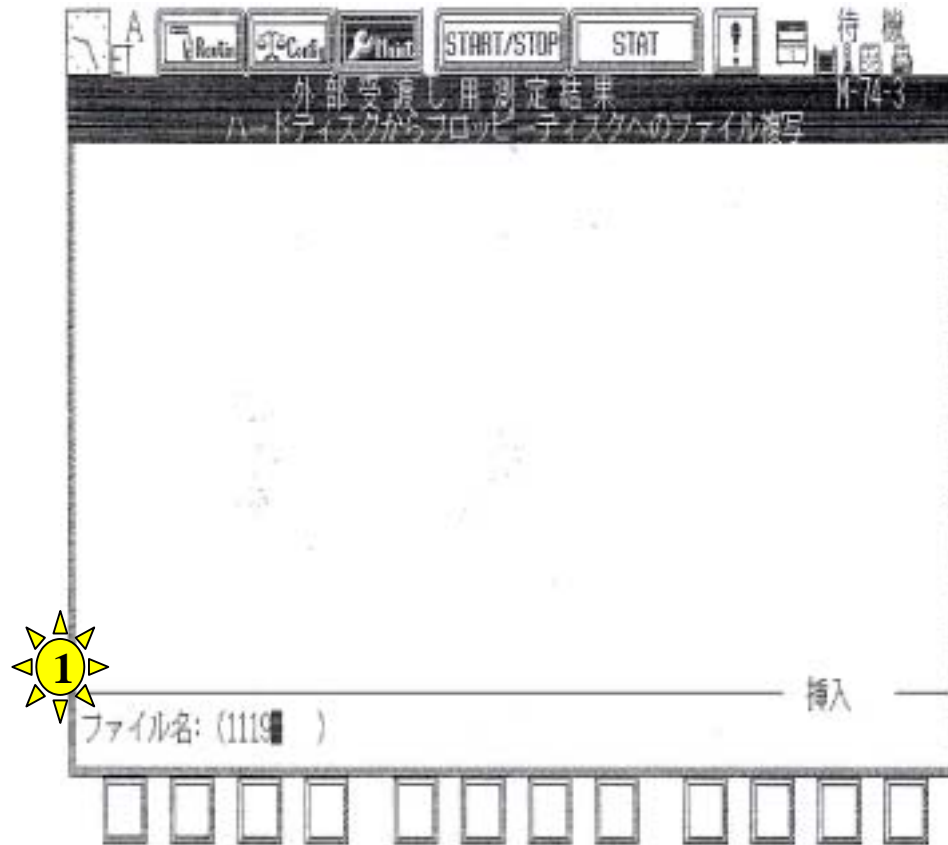 A
ET
Routin
Config
Maint
START/STOP
STAT
!
待機
外部受渡し用測定結果
M-74-3
ハードディスクからフロッピーディスクへのファイル複写
1
挿入
ファイル名: (1119 )